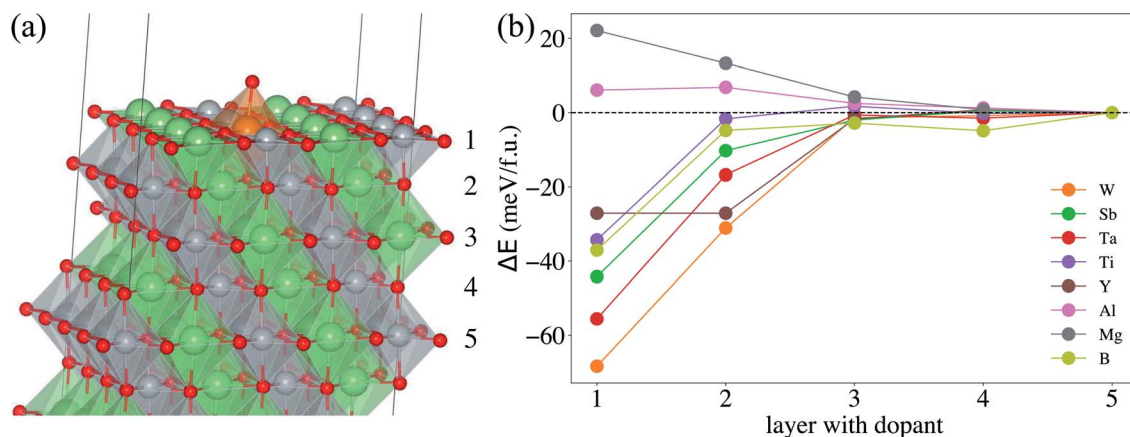 (a)
1
2
3
4
5
(b)
ΔE (meV/f.u.)
20
0
−20
−40
−60
W
Sb
Ta
Ti
Y
Al
Mg
B
1 2 3 4 5
layer with dopant